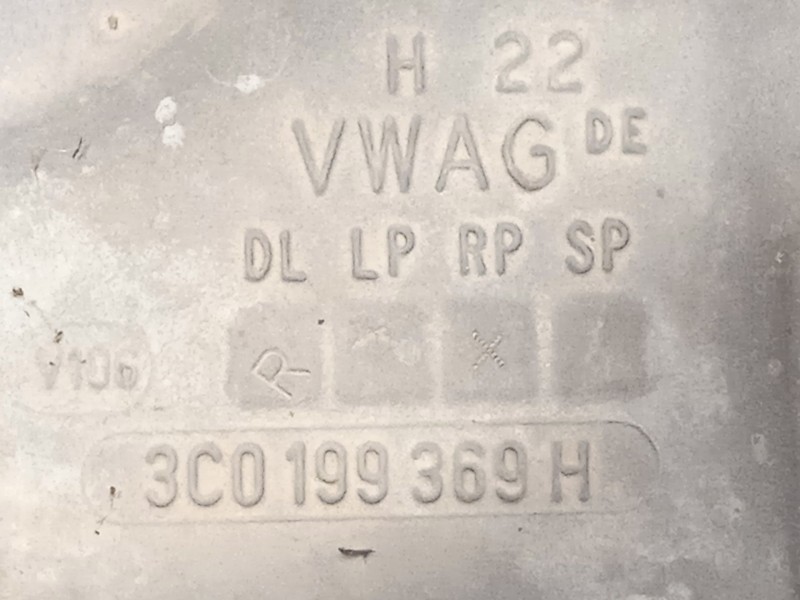 H 22
VWAG DE
DL LP RP SP
R X
3C0 199 369 H